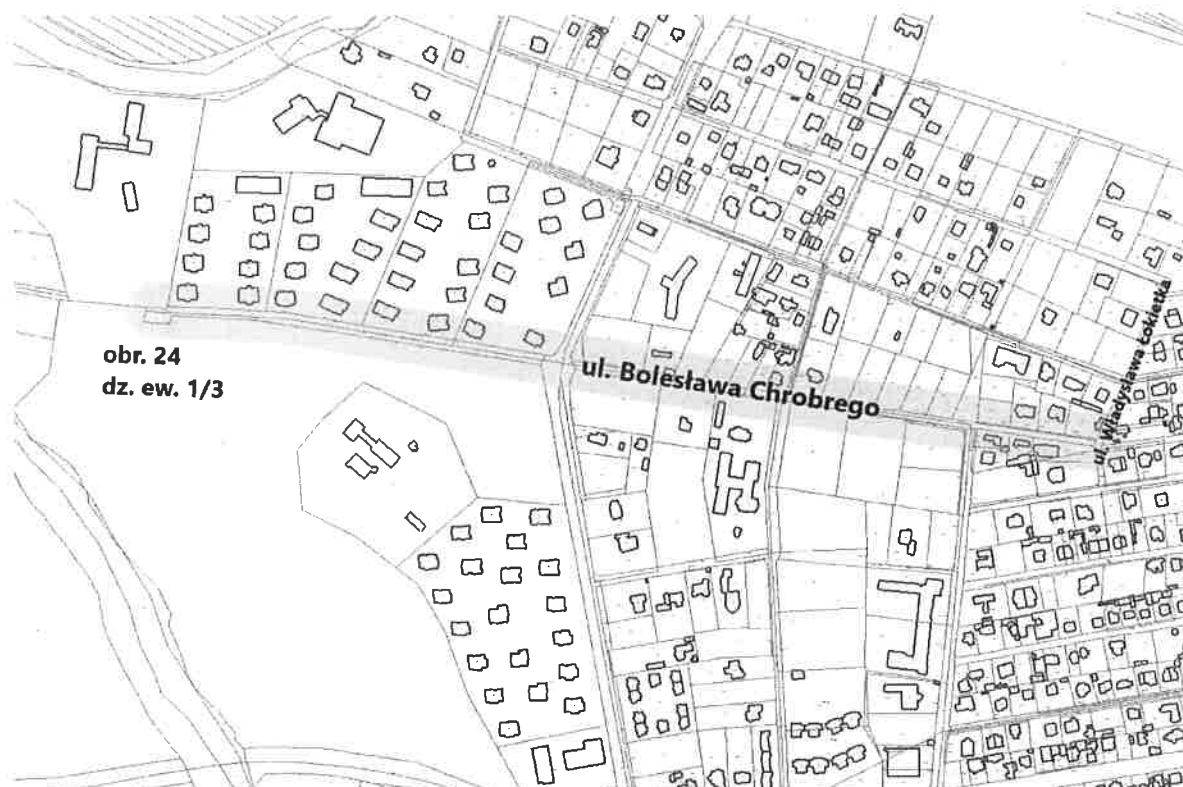 obr. 24
dz. ew. 1/3
ul. Bolesława Chrobrego
ul. Władysława Łokietka